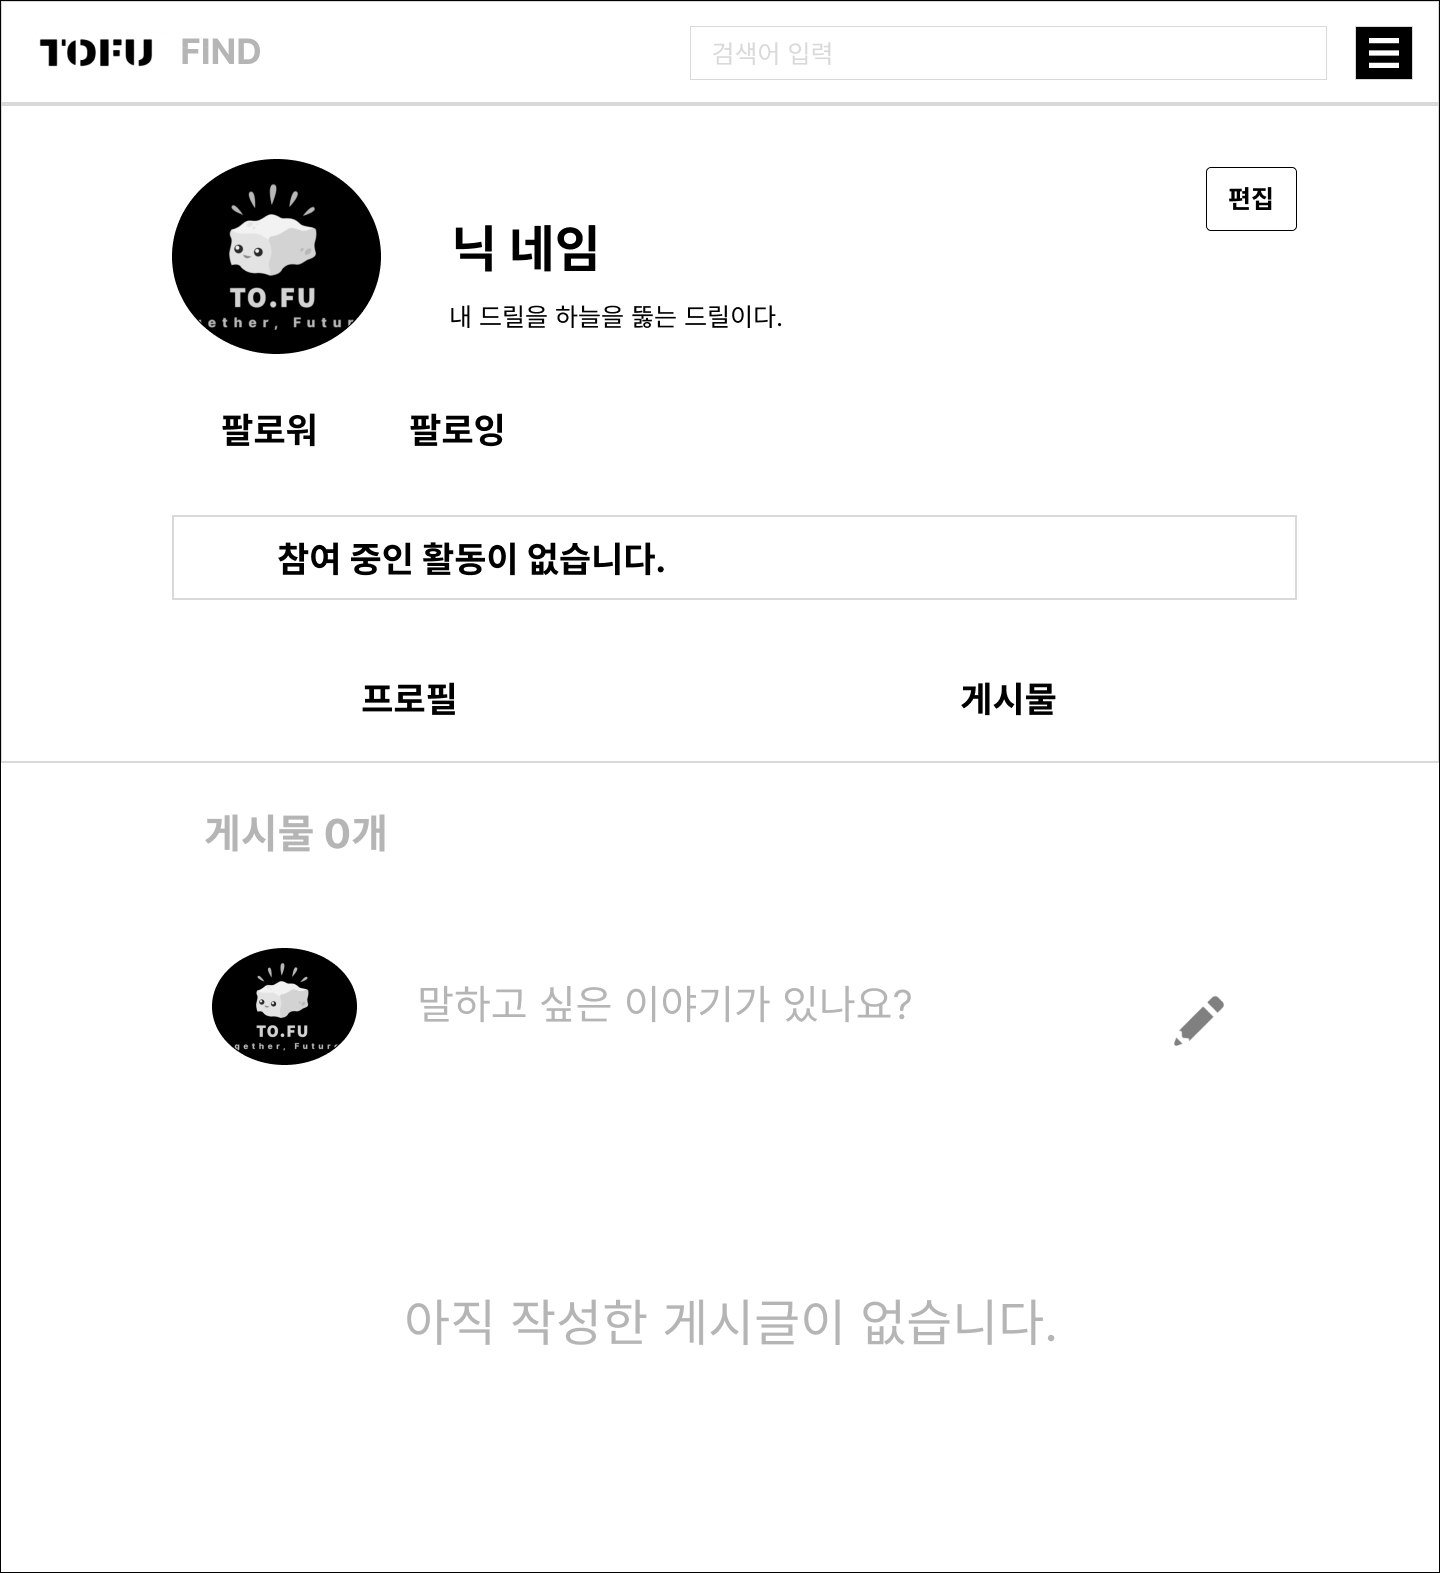 TOFU FIND 검색어 입력
편집
TO.FU
ether, Futur
닉 네임
내 드릴을 하늘을 뚫는 드릴이다.
팔로워 팔로잉
참여 중인 활동이 없습니다.
프로필 게시물
게시물 0개
TO.FU
gether, Future
말하고 싶은 이야기가 있나요?
아직 작성한 게시글이 없습니다.